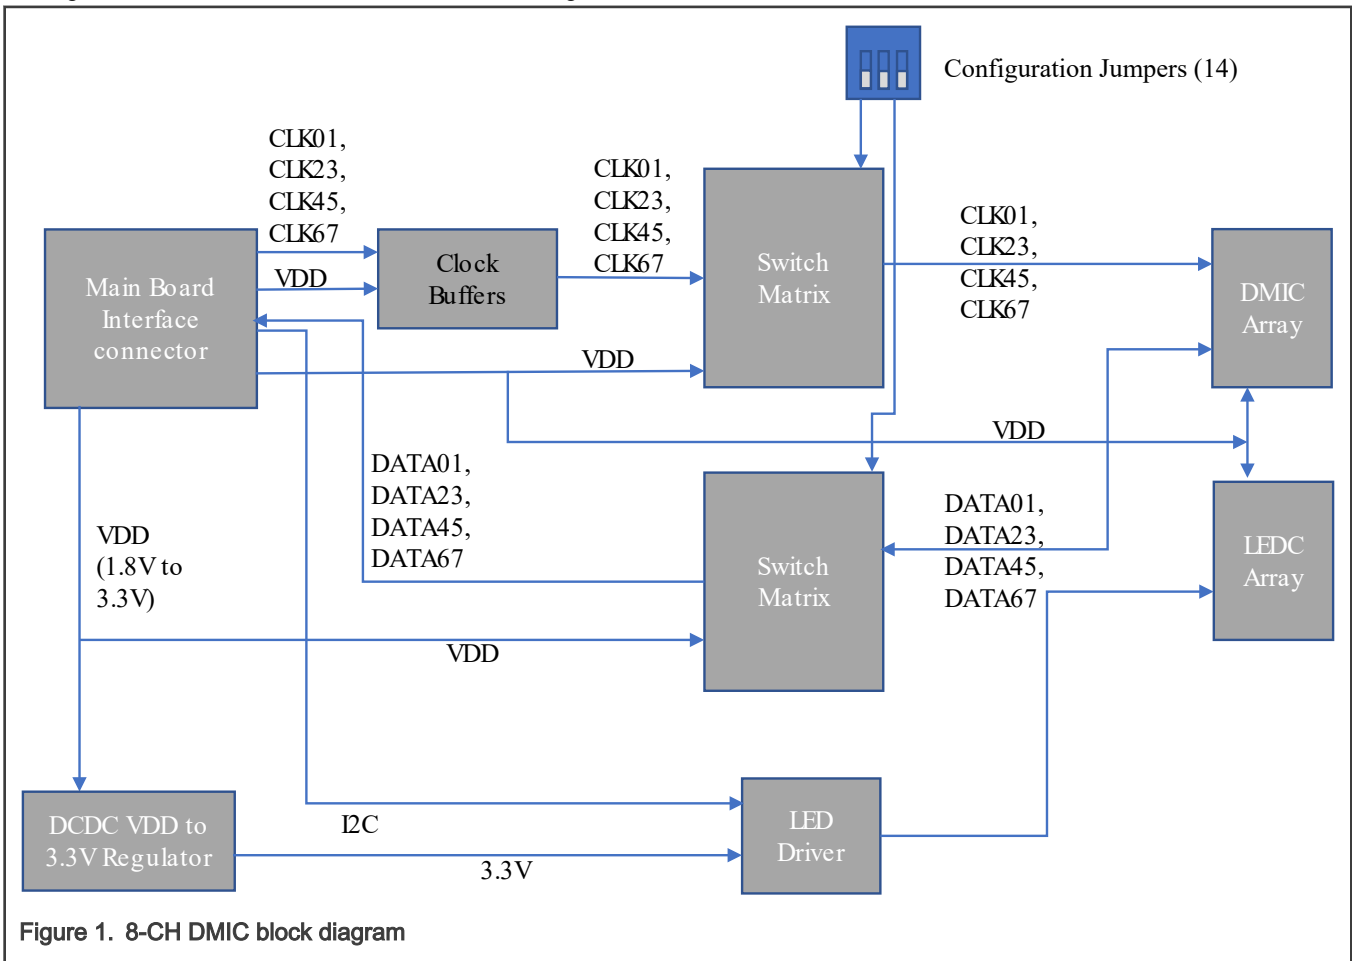 Configuration Jumpers (14)
CLK01,
CLK23,
CLK45,
CLK67
CLK01,
CLK23,
CLK45,
CLK67
CLK01,
CLK23,
CLK45,
CLK67
Main Board
Interface
connector
VDD
Clock
Buffers
Switch
Matrix
DMIC
Array
VDD
VDD
DATA01,
DATA23,
DATA45,
DATA67
VDD
(1.8V to
3.3V)
Switch
Matrix
DATA01,
DATA23,
DATA45,
DATA67
LEDC
Array
VDD
DCDC VDD to
3.3V Regulator
I2C
3.3V
LED
Driver
Figure 1. 8-CH DMIC block diagram